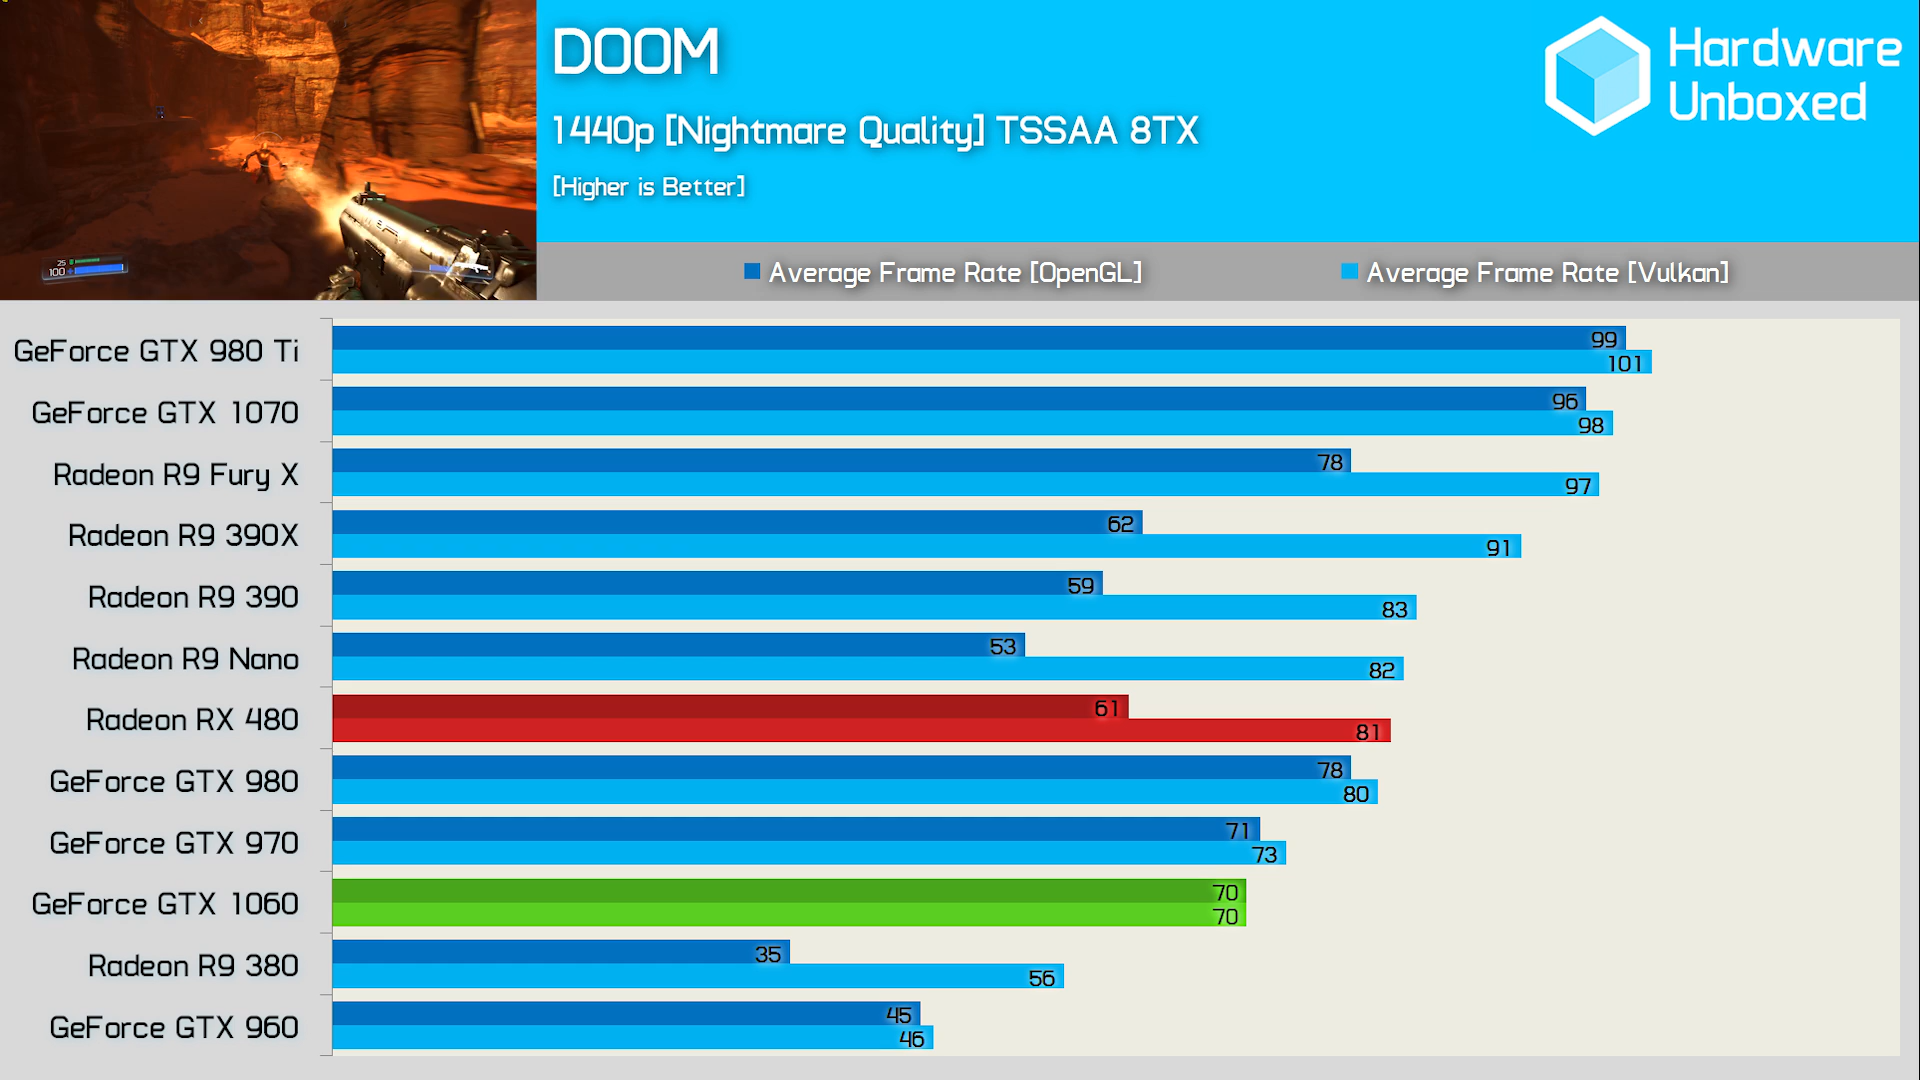 DOOM
1440p [Nightmare Quality] TSSAA 8TX
[Higher is Better]
Hardware
Unboxed
25
100
Average Frame Rate [OpenGL]
Average Frame Rate [Vulkan]
GeForce GTX 980 Ti
99
101
GeForce GTX 1070
96
98
Radeon R9 Fury X
78
97
Radeon R9 390X
62
91
Radeon R9 390
59
83
Radeon R9 Nano
53
82
Radeon RX 480
61
81
GeForce GTX 980
78
80
GeForce GTX 970
71
73
GeForce GTX 1060
70
70
Radeon R9 380
35
56
GeForce GTX 960
45
46